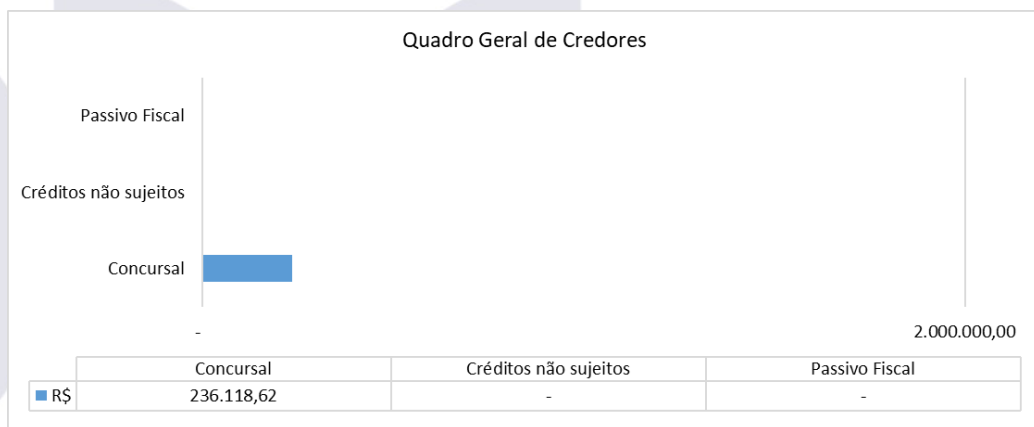 Quadro Geral de Credores
Passivo Fiscal
Créditos não sujeitos
Concursal
- 2.000.000,00
Concursal Créditos não sujeitos Passivo Fiscal
R$ 236.118,62 - -